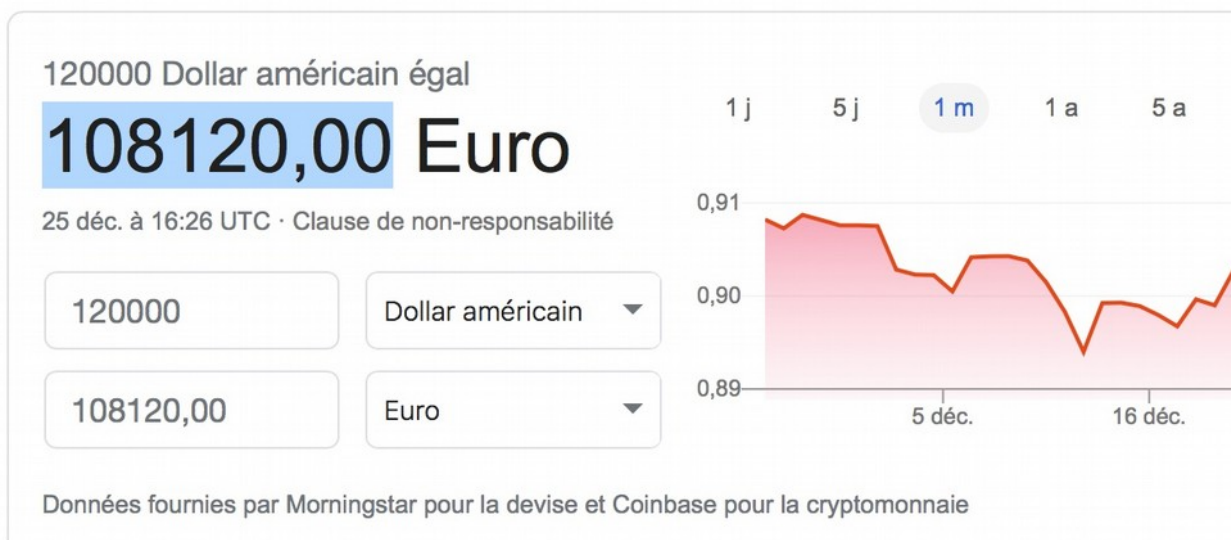 120000 Dollar américain égal
108120,00 Euro
25 déc. à 16:26 UTC · Clause de non-responsabilité
120000 Dollar américain
108120,00 Euro
1 j 5 j 1 m 1 a 5 a
0,91
0,90
0,89
5 déc. 16 déc.
Données fournies par Morningstar pour la devise et Coinbase pour la cryptomonnaie